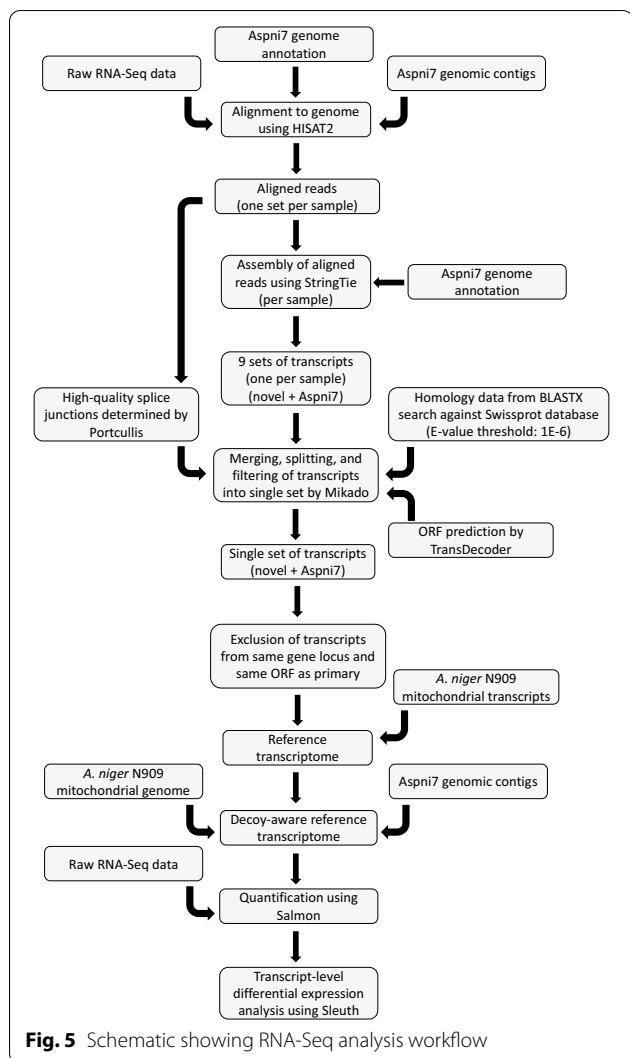 Aspni7 genome
annotation
Raw RNA-Seq data
Aspni7 genomic contigs
Alignment to genome
using HISAT2
Aligned reads
(one set per sample)
Assembly of aligned
reads using StringTie
(per sample)
Aspni7 genome
annotation
9 sets of transcripts
(one per sample)
(novel + Aspni7)
High-quality splice
junctions determined by
Portcullis
Homology data from BLASTX
search against Swissprot database
(E-value threshold: 1E-6)
Merging, splitting, and
filtering of transcripts
into single set by Mikado
ORF prediction by
TransDecoder
Single set of transcripts
(novel + Aspni7)
Exclusion of transcripts
from same gene locus and
same ORF as primary
A. niger N909
mitochondrial transcripts
Reference
transcriptome
A. niger N909
mitochondrial genome
Aspni7 genomic contigs
Decoy-aware reference
transcriptome
Raw RNA-Seq data
Quantification using
Salmon
Transcript-level
differential expression
analysis using Sleuth
Fig. 5 Schematic showing RNA-Seq analysis workflow